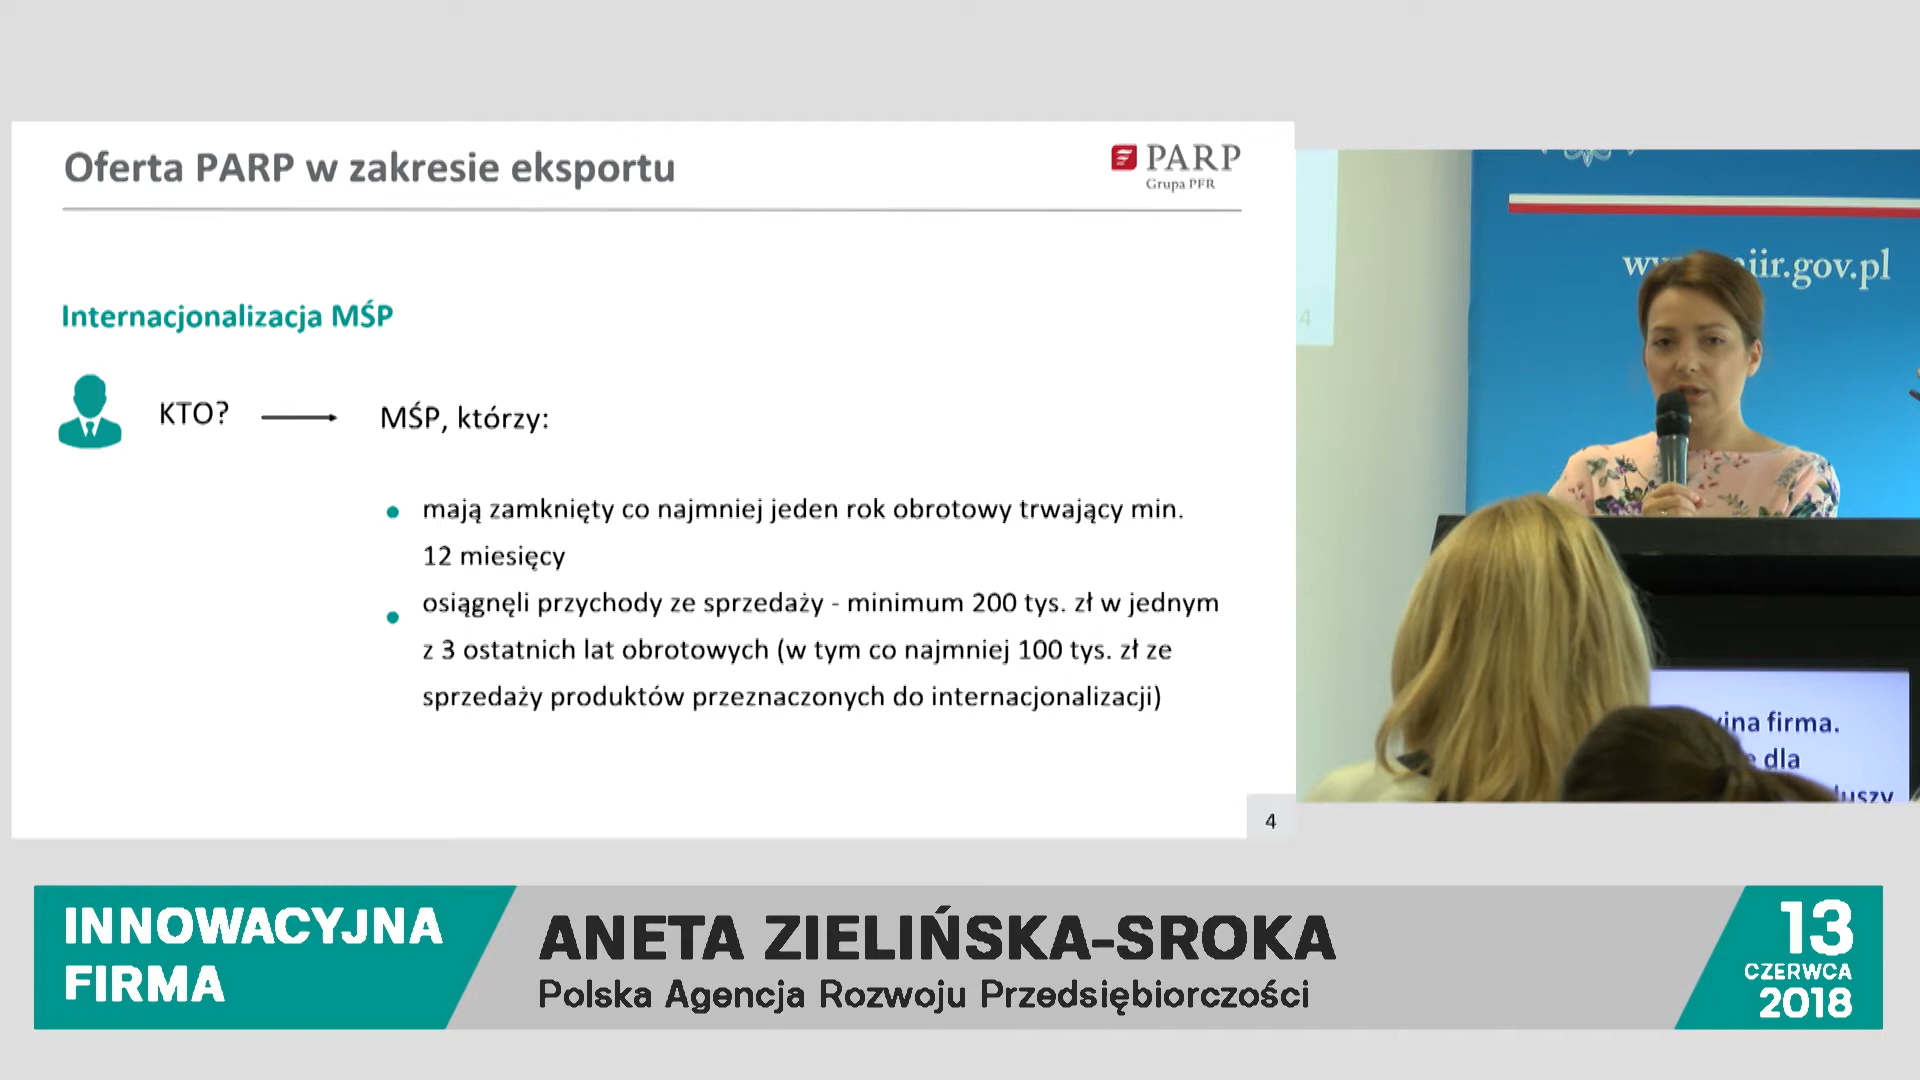 Oferta PARP w zakresie eksportu
PARP
Grupa PFR
Internacjonalizacja MŚP
KTO?
MŚP, którzy:
mają zamknięty co najmniej jeden rok obrotowy trwający min.
12 miesięcy
osiągnęli przychody ze sprzedaży - minimum 200 tys. zł w jednym
z 3 ostatnich lat obrotowych (w tym co najmniej 100 tys. zł ze
sprzedaży produktów przeznaczonych do internacjonalizacji)
4
4
firma.
dla
INNOWACYJNA
FIRMA
ANETA ZIELIŃSKA-SROKA
Polska Agencja Rozwoju Przedsiębiorczości
13
CZERWCA
2018